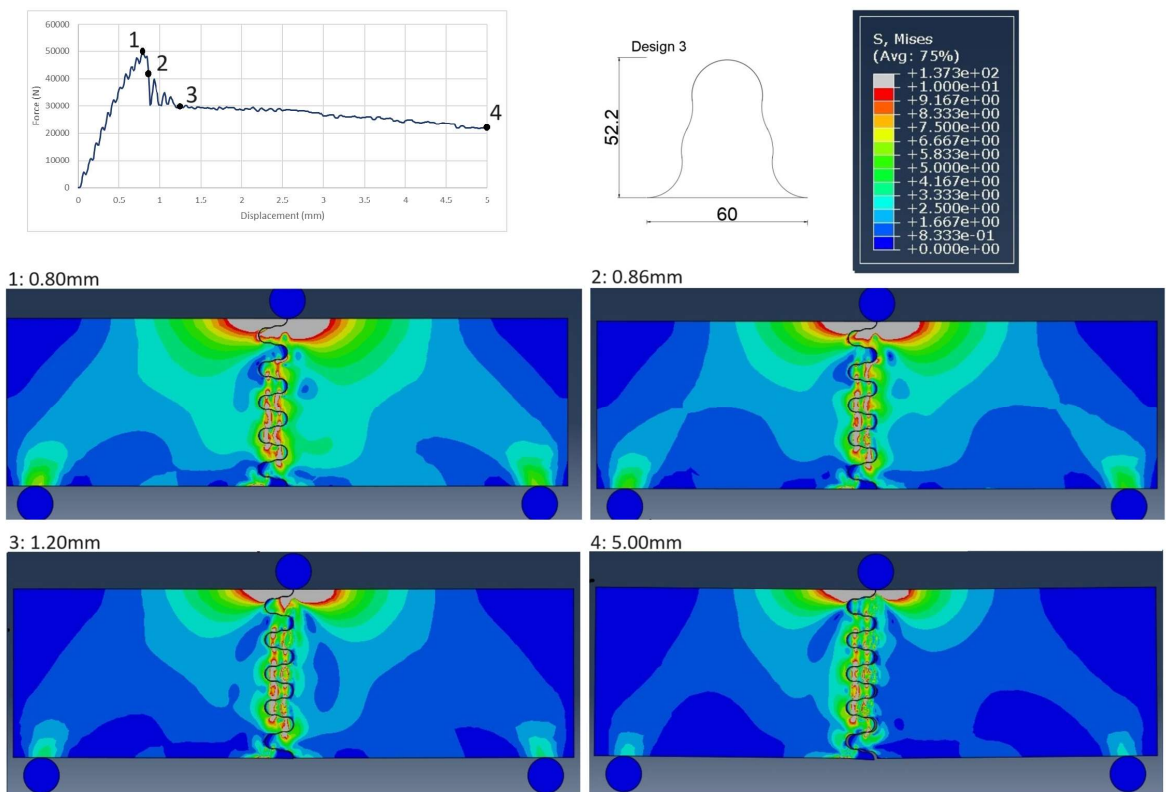 60000
50000
40000
30000
20000
10000
0
Force (N)
0 0.5 1 1.5 2 2.5 3 3.5 4 4.5 5
Displacement (mm)
1
2
3
4
Design 3
52.2
60
S, Mises
(Avg: 75%)
+1.373e+02
+1.000e+01
+9.167e+00
+8.333e+00
+7.500e+00
+6.667e+00
+5.833e+00
+5.000e+00
+4.167e+00
+3.333e+00
+2.500e+00
+1.667e+00
+8.333e-01
+0.000e+00
1: 0.80mm
2: 0.86mm
3: 1.20mm
4: 5.00mm